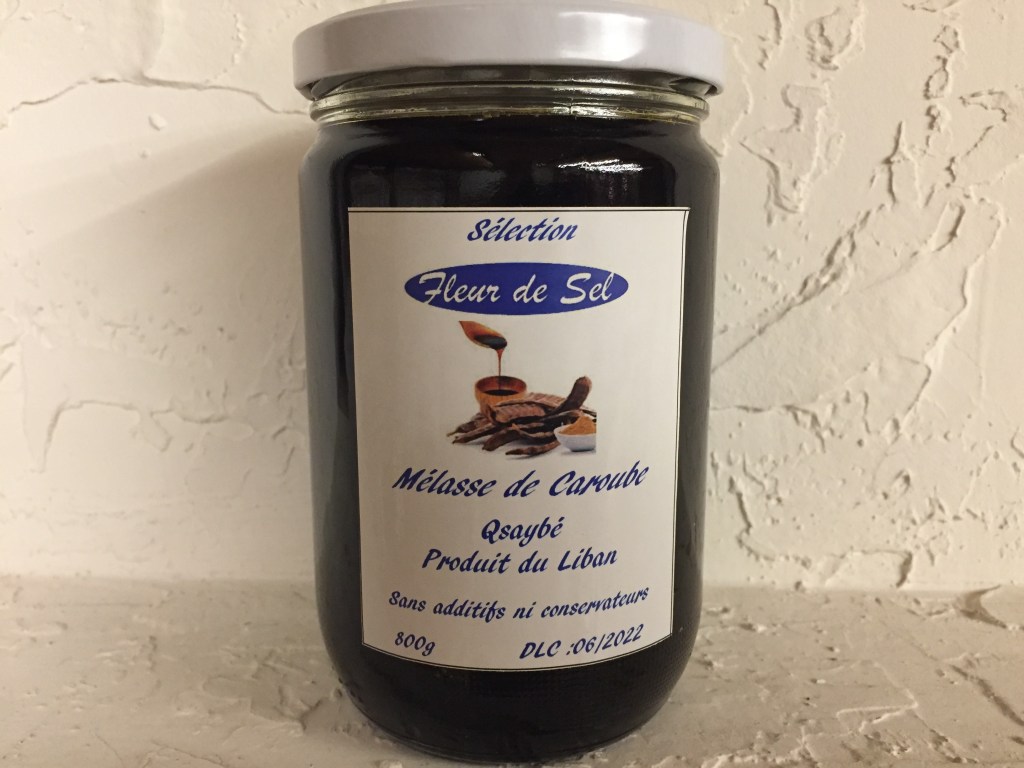 Sélection
Fleur de Sel
Mélasse de Caroube
Qsaybé
Produit du Liban
Sans additifs ni conservateurs
800g DLC :06/2022